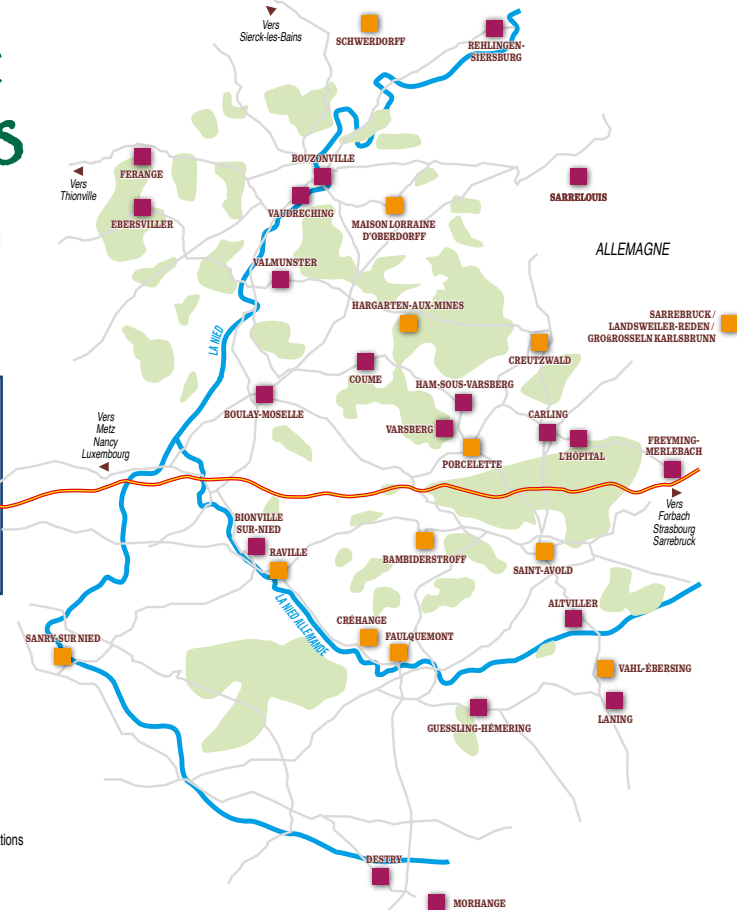 Vers
Sierck-les-Bains
SCHWERDORFF
REHLINGEN-
SIERSBURG
S
BOUZONVILLE
FERANGE
Vers
Thionville
EBERSVILLER
VAUDRECHING
MAISON LORRAINE
D'OBERDORFF
SARRELOUIS
ALLEMAGNE
VALMUNSTER
HARGARTEN-AUX-MINES
SARREBRUCK /
LANDSWEILER-REDEN /
GROßROSSELN KARLSBRUNN
LA NIED
CREUTZWALD
COUME
HAM-SOUS-VARSBERG
BOULAY-MOSELLE
CARLING
VARSBERG
L'HÔPITAL
FREYMING-
MERLEBACH
PORCELETTE
Vers
Metz
Nancy
Luxembourg
Vers
Forbach
Strasbourg
Sarrebruck
BIONVILLE
SUR-NIED
RAVILLE
BAMBIDERSTROFF
SAINT-AVOLD
LA NIED ALLEMANDE
ALTVILLER
CRÉHANGE
FAULQUEMONT
SANRY-SUR NIED
VAHL-ÉBERSING
LANING
GUESSLING-HÉMERING
tions
DESTRY
MORHANGE